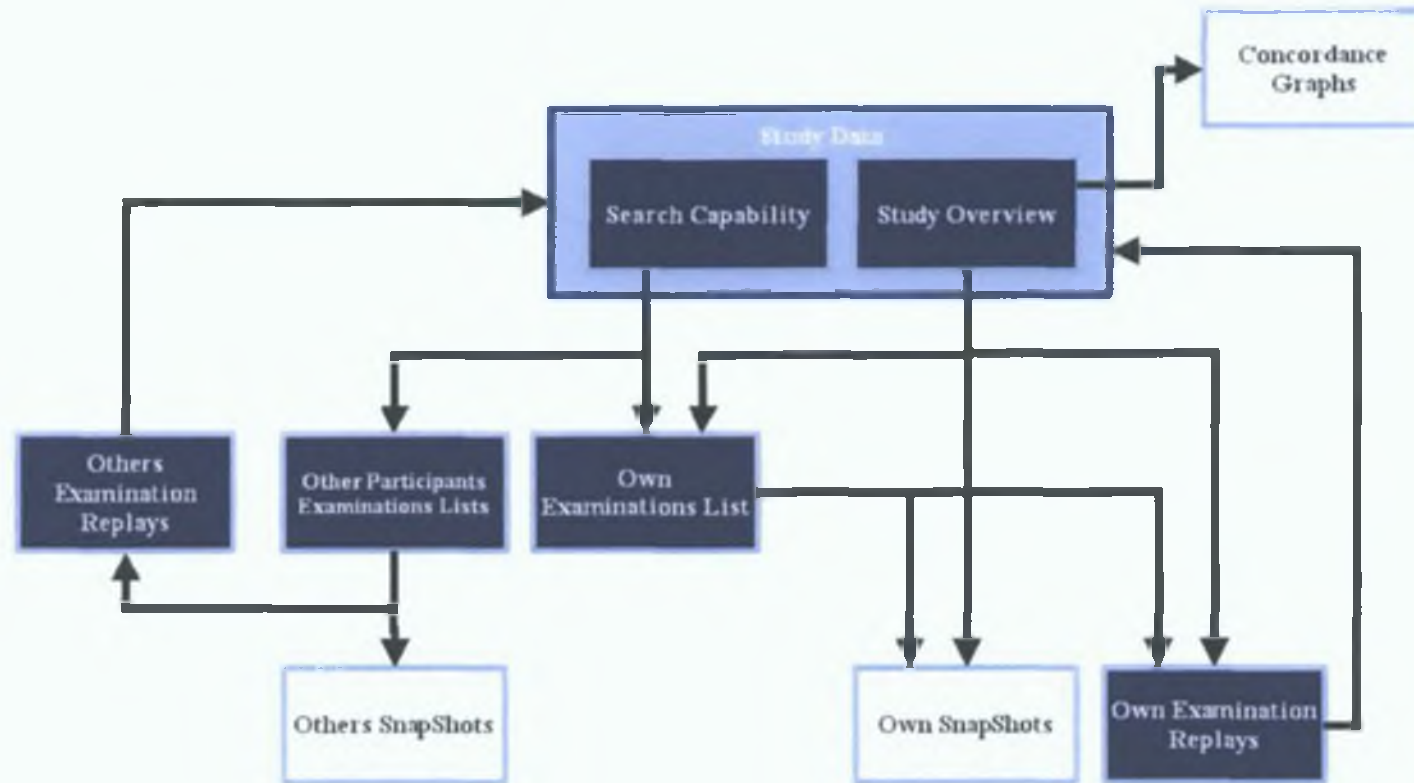 Concordance
Graphs
Study Data
Search Capability
Study Overview
Others
Examination
Replays
Other Participants
Examinations Lists
Own
Examinations List
Others SnapShots
Own SnapShots
Own Examination
Replays